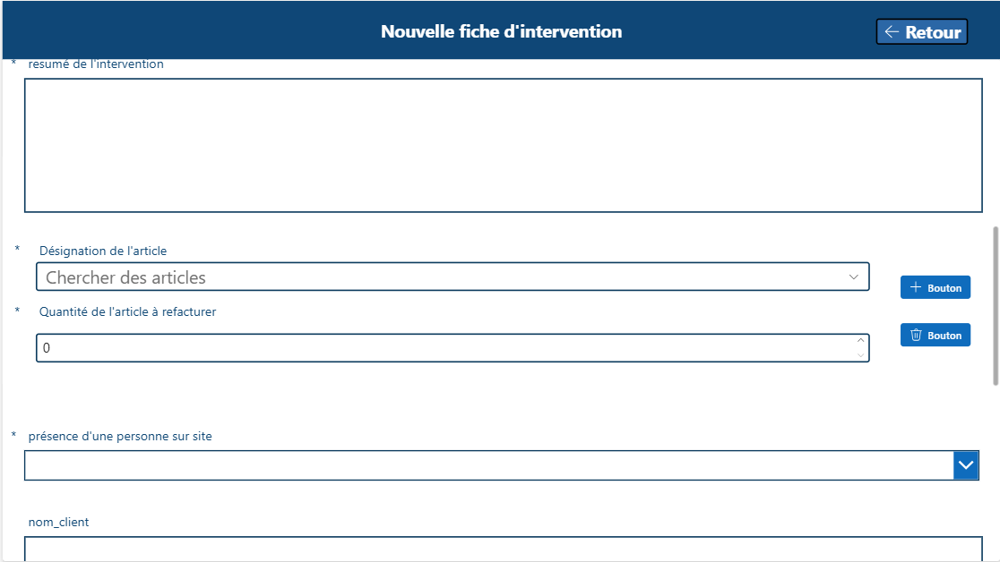 Nouvelle fiche d'intervention
Retour
* resumé de l'intervention
* Désignation de l'article
Chercher des articles
Bouton
* Quantité de l'article à refacturer
Bouton
0
* présence d'une personne sur site
nom_client